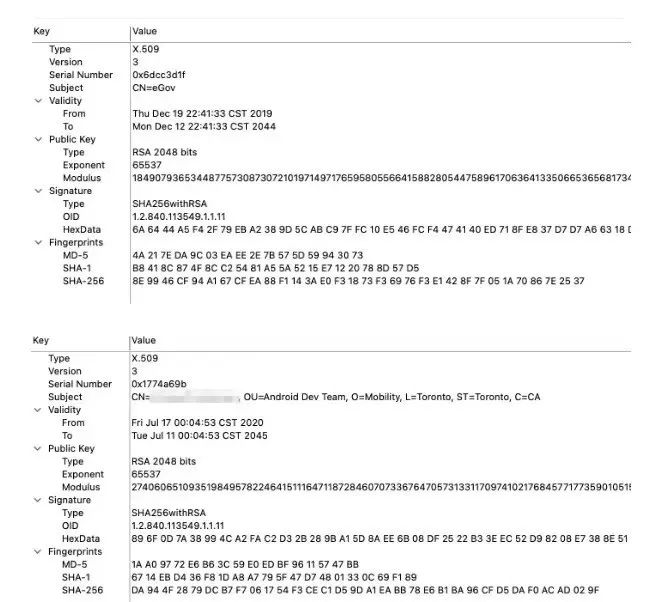 Key Value
Type X.509
Version 3
Serial Number 0x6dcc3d1f
Subject CN=eGov
Validity
From Thu Dec 19 22:41:33 CST 2019
To Mon Dec 12 22:41:33 CST 2044
Public Key
Type RSA 2048 bits
Exponent 65537
Modulus 184907936534487757308730721019714971765958055664158828054475896170636413350665365681734
Signature
Type SHA256withRSA
OID 1.2.840.113549.1.1.11
HexData 6A 64 44 A5 F4 2F 79 EB A2 38 9D 5C AB C9 7F FC 10 E5 46 FC F4 47 41 40 ED 71 8F E8 37 D7 D7 A6 63 18
Fingerprints
MD-5 4A 21 7E DA 9C 03 EA EE 2E 7B 57 5D 59 94 30 73
SHA-1 B8 41 8C 87 4F 8C C2 54 81 A5 5A 52 15 E7 12 20 78 8D 57 D5
SHA-256 8E 99 46 CF 94 A1 67 CF EA 88 F1 14 3A E0 F3 18 73 F3 69 76 F3 E1 42 8F 7F 05 1A 70 86 7E 25 37
Key Value
Type X.509
Version 3
Serial Number 0x1774a69b
Subject CN= , OU=Android Dev Team, O=Mobility, L=Toronto, ST=Toronto, C=CA
Validity
From Fri Jul 17 00:04:53 CST 2020
To Tue Jul 11 00:04:53 CST 2045
Public Key
Type RSA 2048 bits
Exponent 65537
Modulus 2740606510935198495782246415111647118728460707336764705731331170974102176845771773590105
Signature
Type SHA256withRSA
OID 1.2.840.113549.1.1.11
HexData 89 6F 0D 7A 38 99 4C A2 FA C2 D3 2B 28 9B A1 5D 8A EE 6B 08 DF 25 22 B3 3E EC 52 D9 82 08 E7 38 8E 51
Fingerprints
MD-5 1A A0 97 72 E6 B6 3C 59 E0 ED BF 96 11 57 47 BB
SHA-1 67 14 EB D4 36 F8 1D A8 A7 79 5F 47 D7 48 01 33 0C 69 F1 89
SHA-256 DA 94 4F 28 79 DC B7 F7 06 17 54 F3 CE C1 D5 9D A1 EA BB 78 E6 B1 BA 96 CF D5 DA F0 AC AD 02 9F